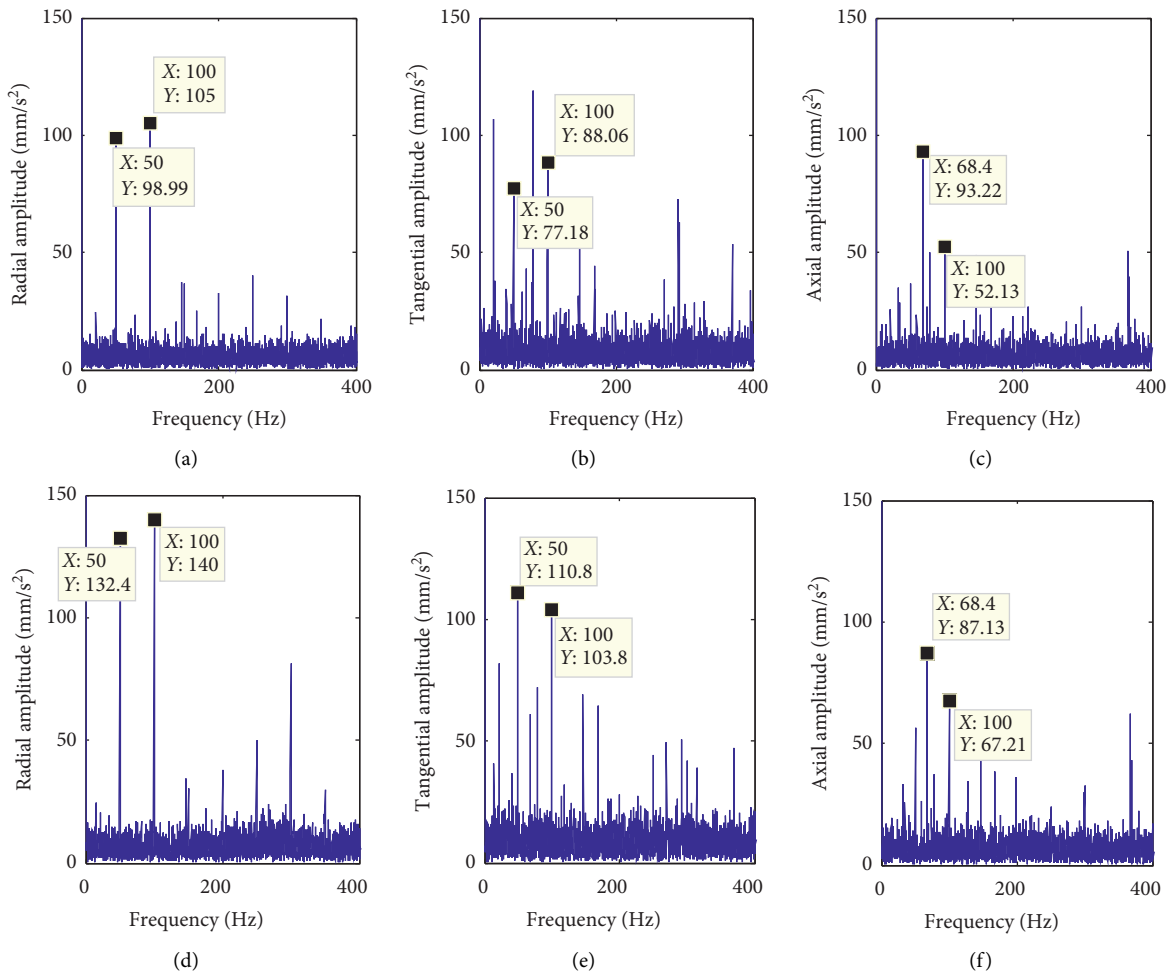 150
100
50
0
Radial amplitude (mm/s²)
X: 100
Y: 105
X: 50
Y: 98.99
0
200
400
Frequency (Hz)
(a)
150
100
50
0
Tangential amplitude (mm/s²)
X: 100
Y: 88.06
X: 50
Y: 77.18
0
200
400
Frequency (Hz)
(b)
150
100
50
0
Axial amplitude (mm/s²)
X: 68.4
Y: 93.22
X: 100
Y: 52.13
0
200
400
Frequency (Hz)
(c)
150
100
50
0
Radial amplitude (mm/s²)
X: 50
Y: 132.4
X: 100
Y: 140
0
200
400
Frequency (Hz)
(d)
150
100
50
0
Tangential amplitude (mm/s²)
X: 50
Y: 110.8
X: 100
Y: 103.8
0
200
400
Frequency (Hz)
(e)
150
100
50
0
Axial amplitude (mm/s²)
X: 68.4
Y: 87.13
X: 100
Y: 67.21
0
200
400
Frequency (Hz)
(f)